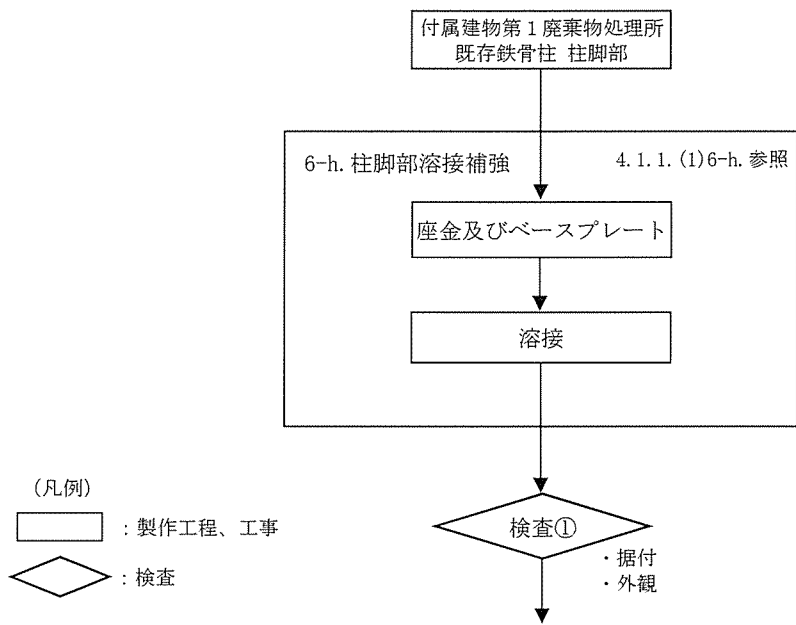 付属建物第１廃棄物処理所
既存鉄骨柱 柱脚部
6-h. 柱脚部溶接補強
4.1.1.(1)6-h. 参照
座金及びベースプレート
溶接
検査①
・据付
・外観
(凡例)
：製作工程、工事
：検査